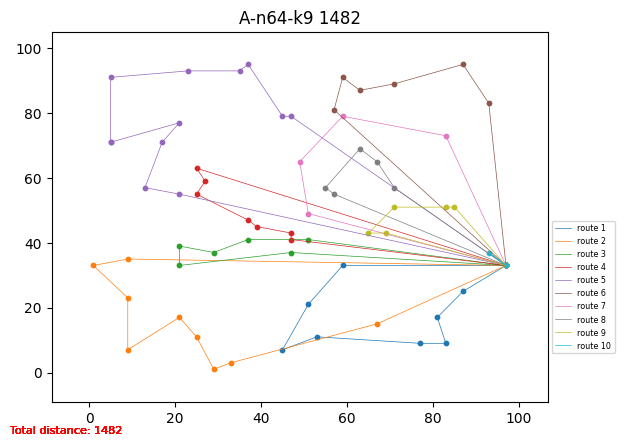 A-n64-k9 1482
100
80
60
40
20
0
0 20 40 60 80 100
route 1
route 2
route 3
route 4
route 5
route 6
route 7
route 8
route 9
route 10
Total distance: 1482